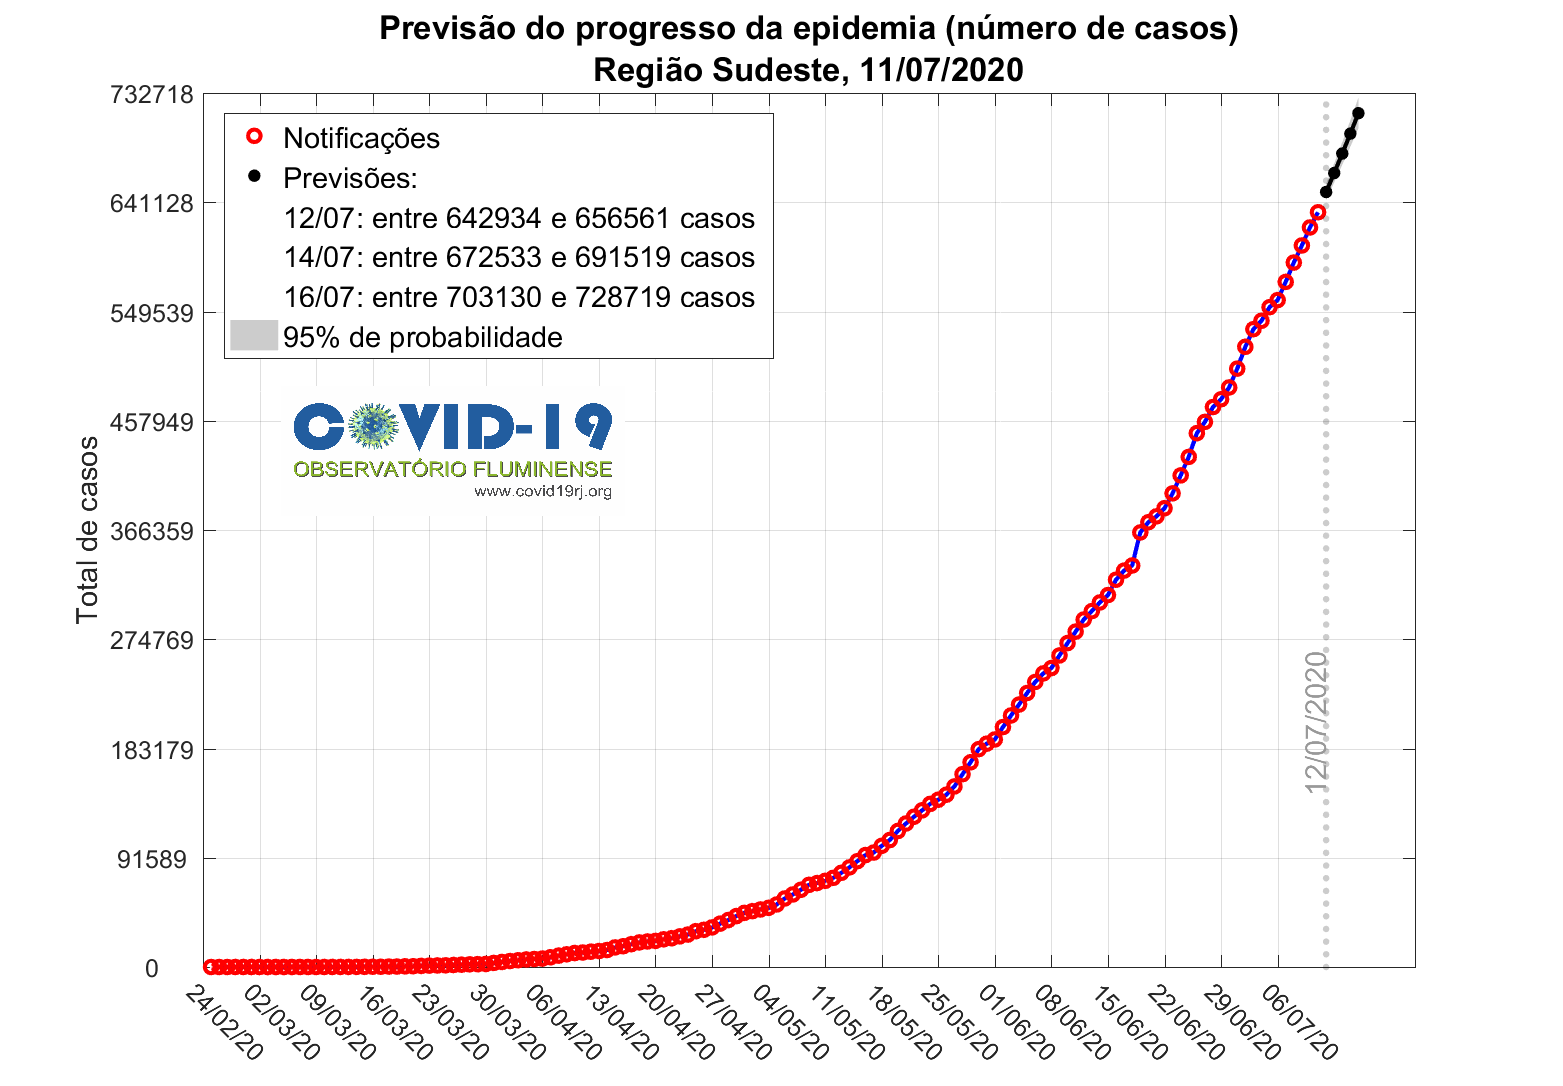 Previsão do progresso da epidemia (número de casos)
Região Sudeste, 11/07/2020
732718
641128
549539
457949
366359
274769
183179
91589
0
Total de casos
Notificações
Previsões:
12/07: entre 642934 e 656561 casos
14/07: entre 672533 e 691519 casos
16/07: entre 703130 e 728719 casos
95% de probabilidade
COVID-19
OBSERVATÓRIO FLUMINENSE
www.covid19rj.org
12/07/2020
24/02/20
02/03/20
09/03/20
16/03/20
23/03/20
30/03/20
06/04/20
13/04/20
20/04/20
27/04/20
04/05/20
11/05/20
18/05/20
25/05/20
01/06/20
08/06/20
15/06/20
22/06/20
29/06/20
06/07/20